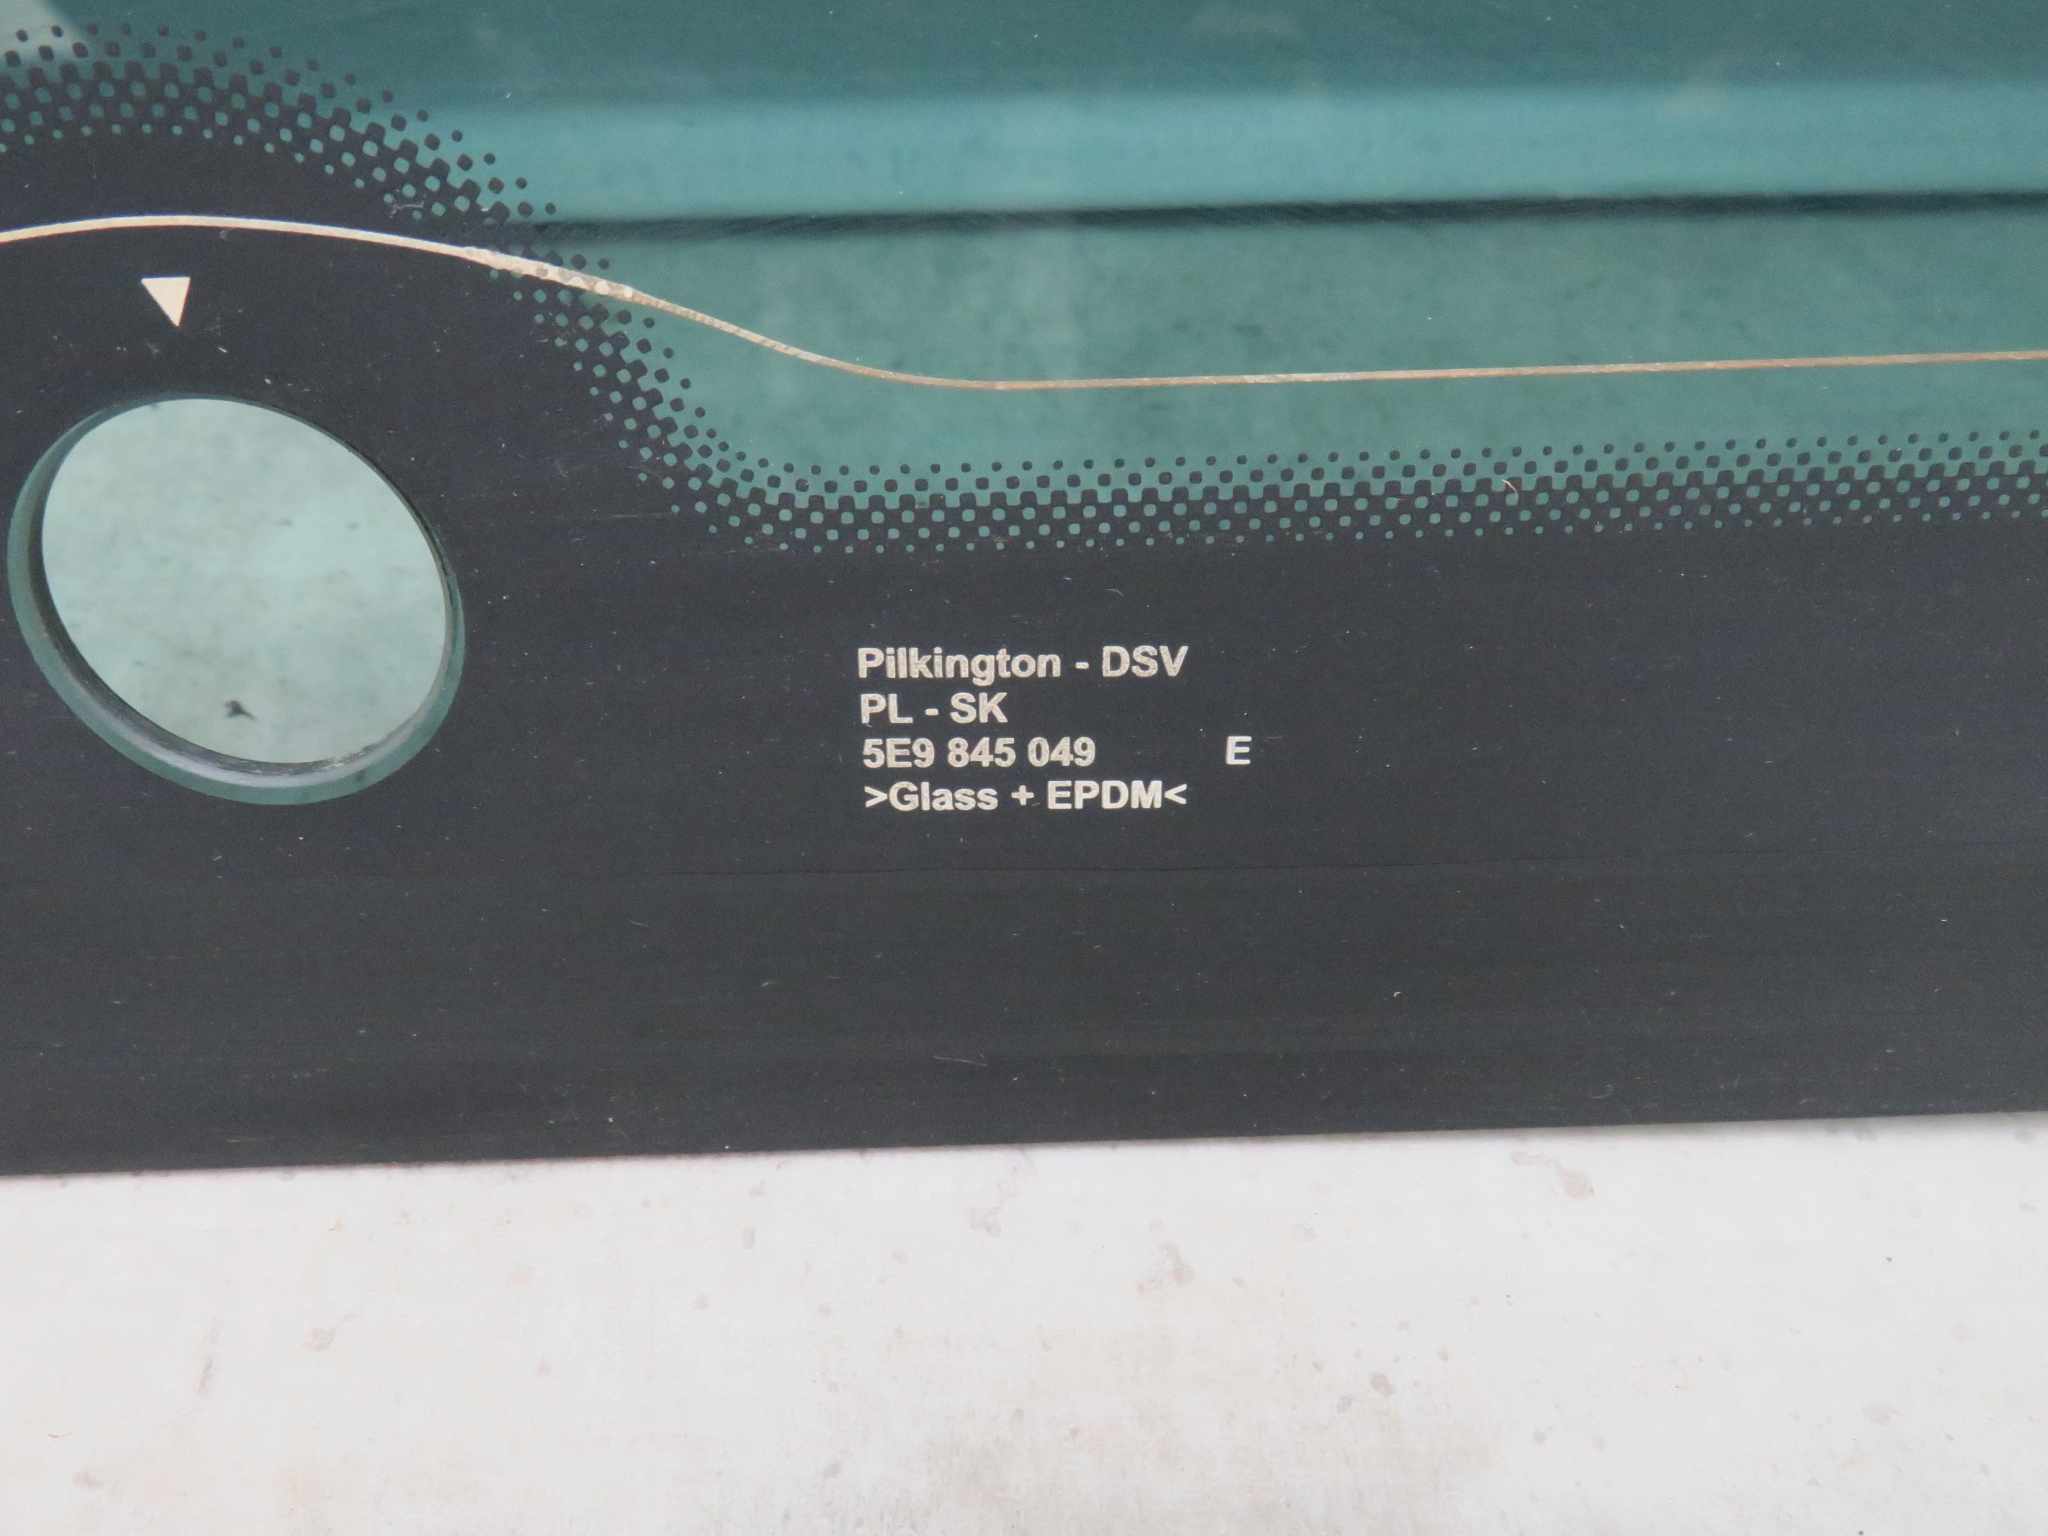 Pilkington - DSV
PL - SK
5E9 845 049 E
>Glass + EPDM<